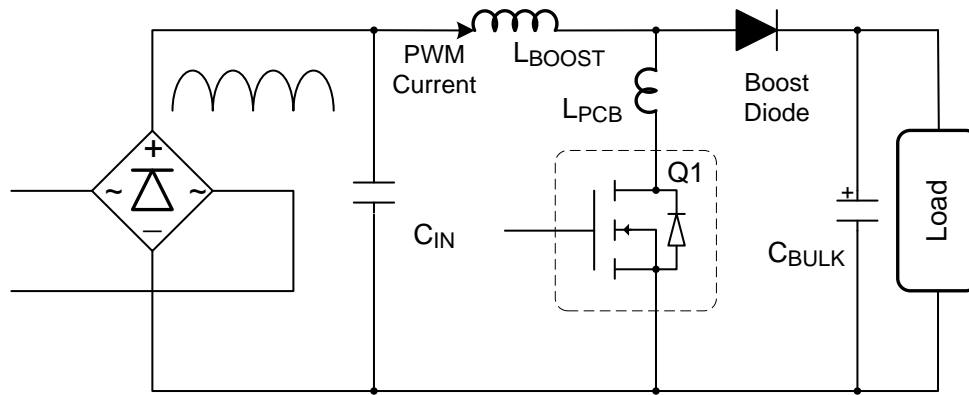 PWM
Current
LBOOST
Boost
Diode
LPCB
Q1
+
~
~
–
CIN
+
CBULK
Load